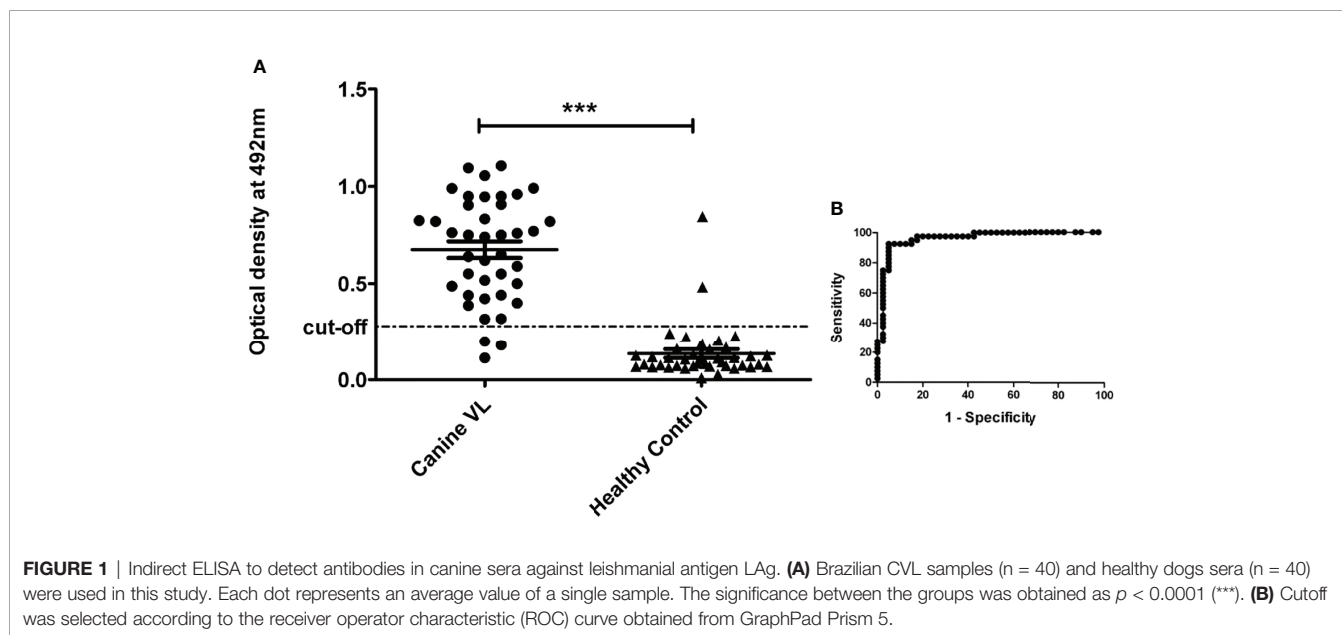 A
1.5
1.0
0.5
0.0
cut-off
Optical density at 492nm
***
Canine VL
Healthy Control
B
100
80
60
40
20
0
Sensitivity
0 20 40 60 80 100
1 - Specificity
FIGURE 1 | Indirect ELISA to detect antibodies in canine sera against leishmanial antigen LAg. (A) Brazilian CVL samples (n = 40) and healthy dogs sera (n = 40)
were used in this study. Each dot represents an average value of a single sample. The significance between the groups was obtained as p < 0.0001 (***). (B) Cutoff
was selected according to the receiver operator characteristic (ROC) curve obtained from GraphPad Prism 5.